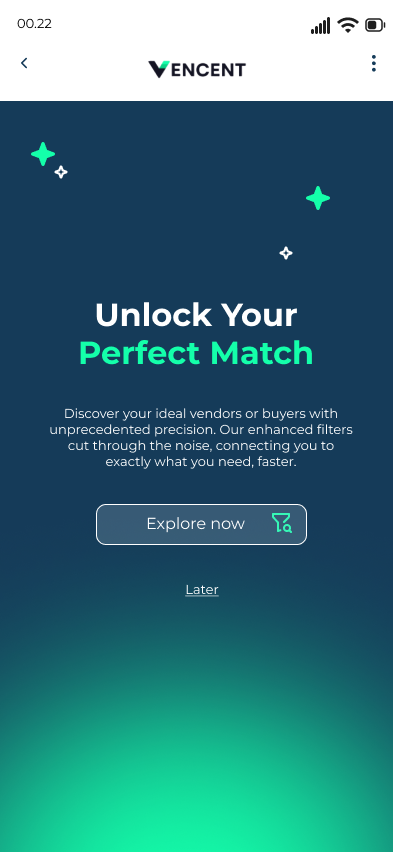 00.22
VENCENT
Unlock Your
Perfect Match
Discover your ideal vendors or buyers with
unprecedented precision. Our enhanced filters
cut through the noise, connecting you to
exactly what you need, faster.
Explore now
Later